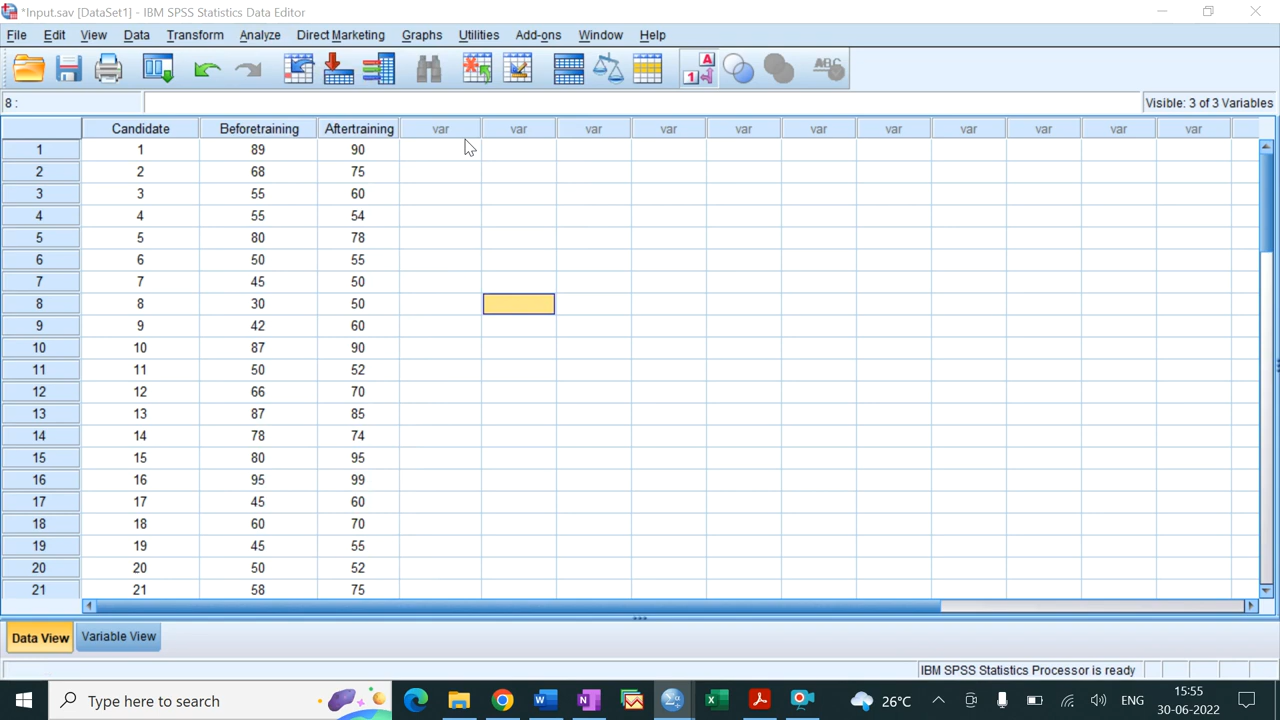 *Input.sav [DataSet1] - IBM SPSS Statistics Data Editor
File Edit View Data Transform Analyze Direct Marketing Graphs Utilities Add-ons Window Help
8 : Visible: 3 of 3 Variables
Candidate Beforetraining Aftertraining var var var var var var var var var var var
1 1 89 90
2 2 68 75
3 3 55 60
4 4 55 54
5 5 80 78
6 6 50 55
7 7 45 50
8 8 30 50
9 9 42 60
10 10 87 90
11 11 50 52
12 12 66 70
13 13 87 85
14 14 78 74
15 15 80 95
16 16 95 99
17 17 45 60
18 18 60 70
19 19 45 55
20 20 50 52
21 21 58 75
Data View Variable View
IBM SPSS Statistics Processor is ready
Type here to search 26°C ENG 15:55
30-06-2022